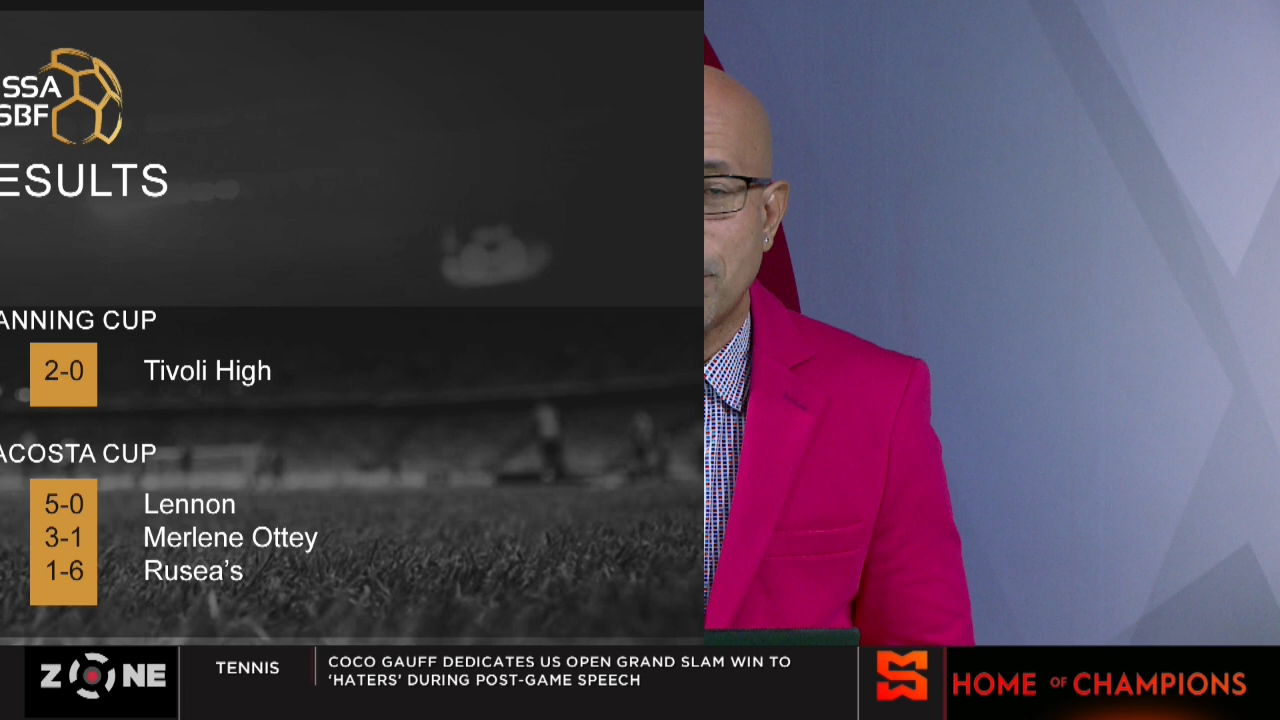 SSA
SBF
ESULTS
ANNING CUP
2-0 Tivoli High
ACOSTA CUP
5-0 Lennon
3-1 Merlene Ottey
1-6 Rusea's
ZONE
TENNIS
COCO GAUFF DEDICATES US OPEN GRAND SLAM WIN TO
'HATERS' DURING POST-GAME SPEECH
HOME OF CHAMPIONS